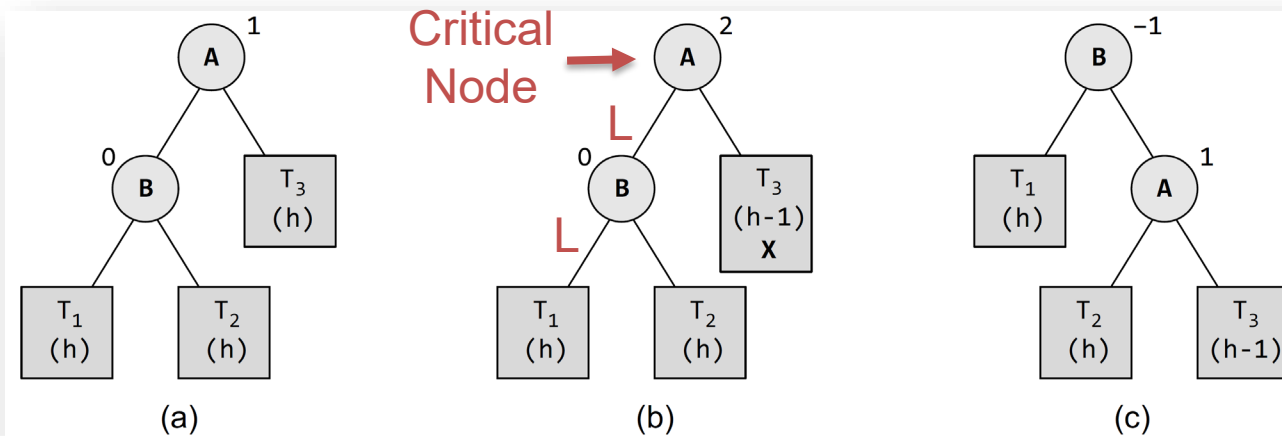 1
A
0
B
T₃
(h)
T₁
(h)
T₂
(h)
(a)
Critical
Node
2
A
L
0
B
T₃
(h-1)
X
L
T₁
(h)
T₂
(h)
(b)
−1
B
T₁
(h)
1
A
T₂
(h)
T₃
(h-1)
(c)